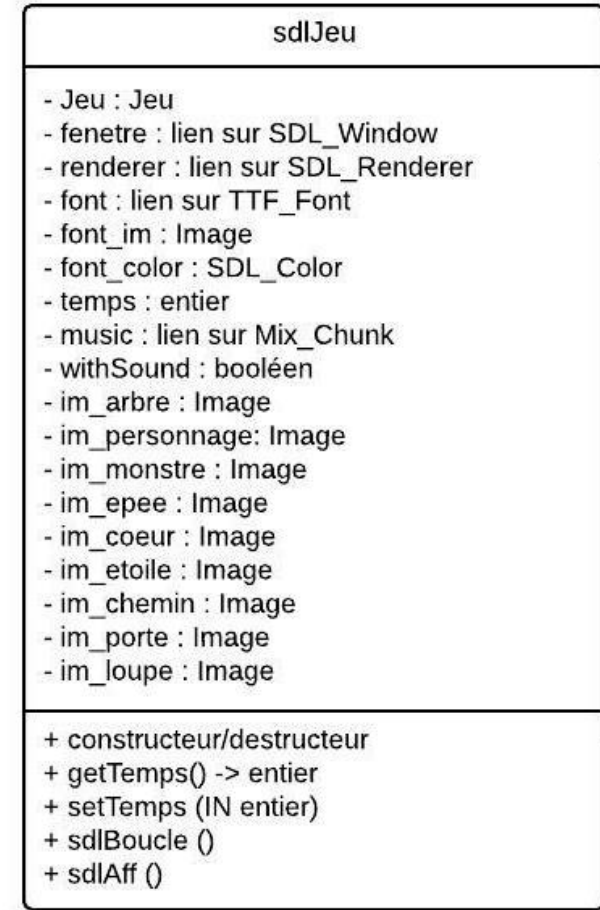 sdlJeu
- Jeu : Jeu
- fenetre : lien sur SDL_Window
- renderer : lien sur SDL_Renderer
- font : lien sur TTF_Font
- font_im : Image
- font_color : SDL_Color
- temps : entier
- music : lien sur Mix_Chunk
- withSound : booléen
- im_arbre : Image
- im_personnage: Image
- im_monstre : Image
- im_epee : Image
- im_coeur : Image
- im_etoile : Image
- im_chemin : Image
- im_porte : Image
- im_loupe : Image
+ constructeur/destructeur
+ getTemps() -> entier
+ setTemps (IN entier)
+ sdlBoucle ()
+ sdlAff ()